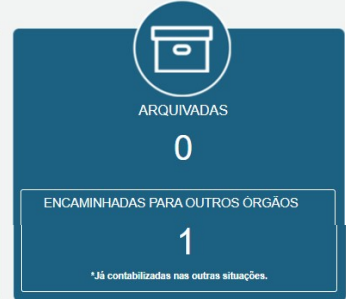 ARQUIVADAS
0
ENCAMINHADAS PARA OUTROS ÓRGÃOS
1
*Já contabilizadas nas outras situações.